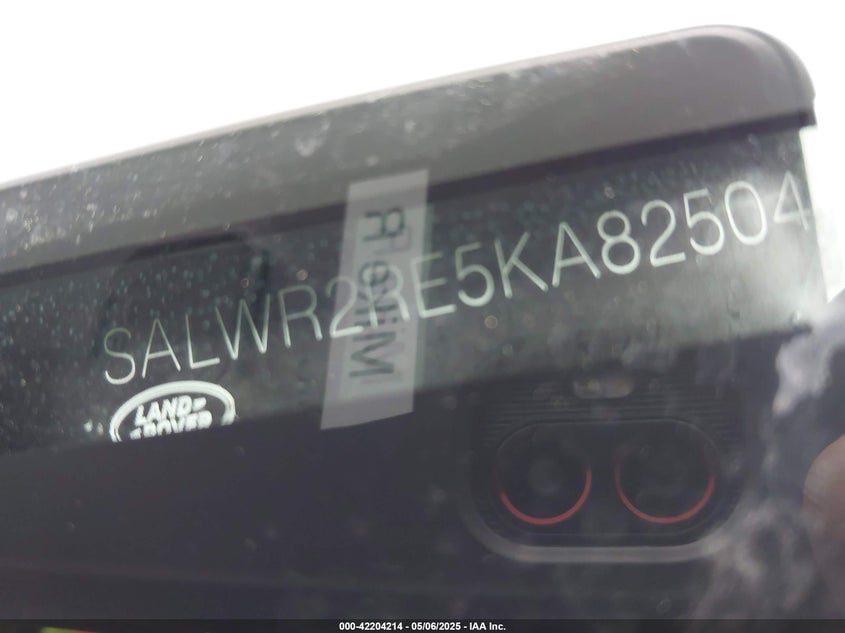 SALWR2RE5KA82504
LAND-
ROVER
000-42204214 - 05/06/2025 - IAA Inc.